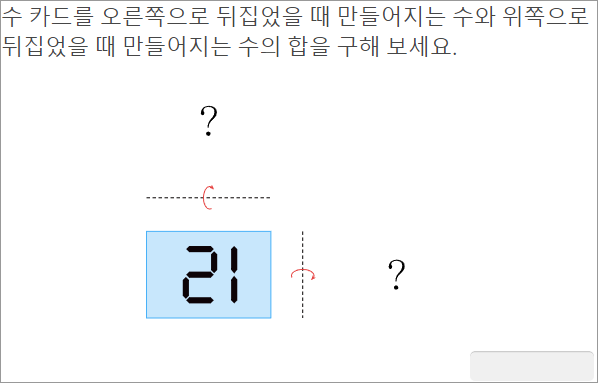 수 카드를 오른쪽으로 뒤집었을 때 만들어지는 수와 위쪽으로
뒤집었을 때 만들어지는 수의 합을 구해 보세요.
?
21
?